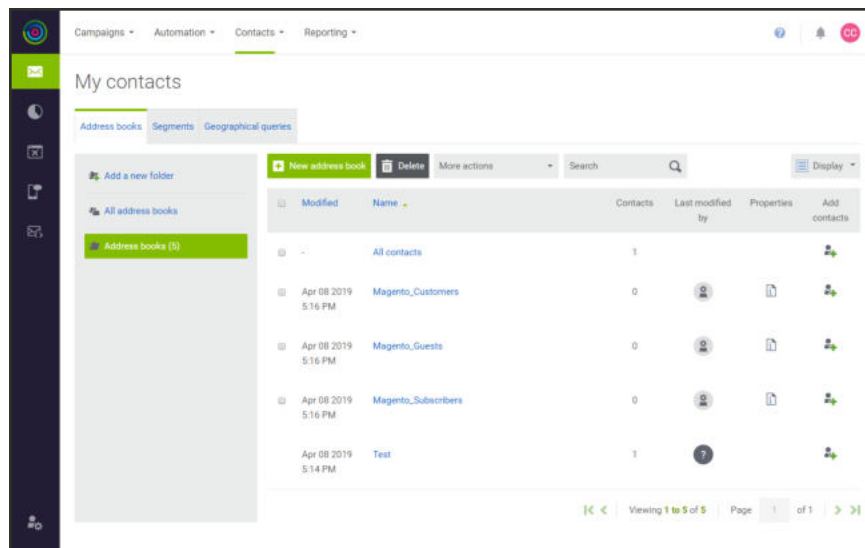 Campaigns Automation Contacts Reporting CC
My contacts
Address books Segments Geographical queries
Add a new folder
All address books
Address books (5)
New address book Delete More actions Search Display
Modified Name Contacts Last modified by Properties Add contacts
- All contacts 1
Apr 08 2019 5:16 PM Magento_Customers 0
Apr 08 2019 5:16 PM Magento_Guests 0
Apr 08 2019 5:16 PM Magento_Subscribers 0
Apr 08 2019 5:14 PM Test 1 ?
Viewing 1 to 5 of 5 Page 1 of 1